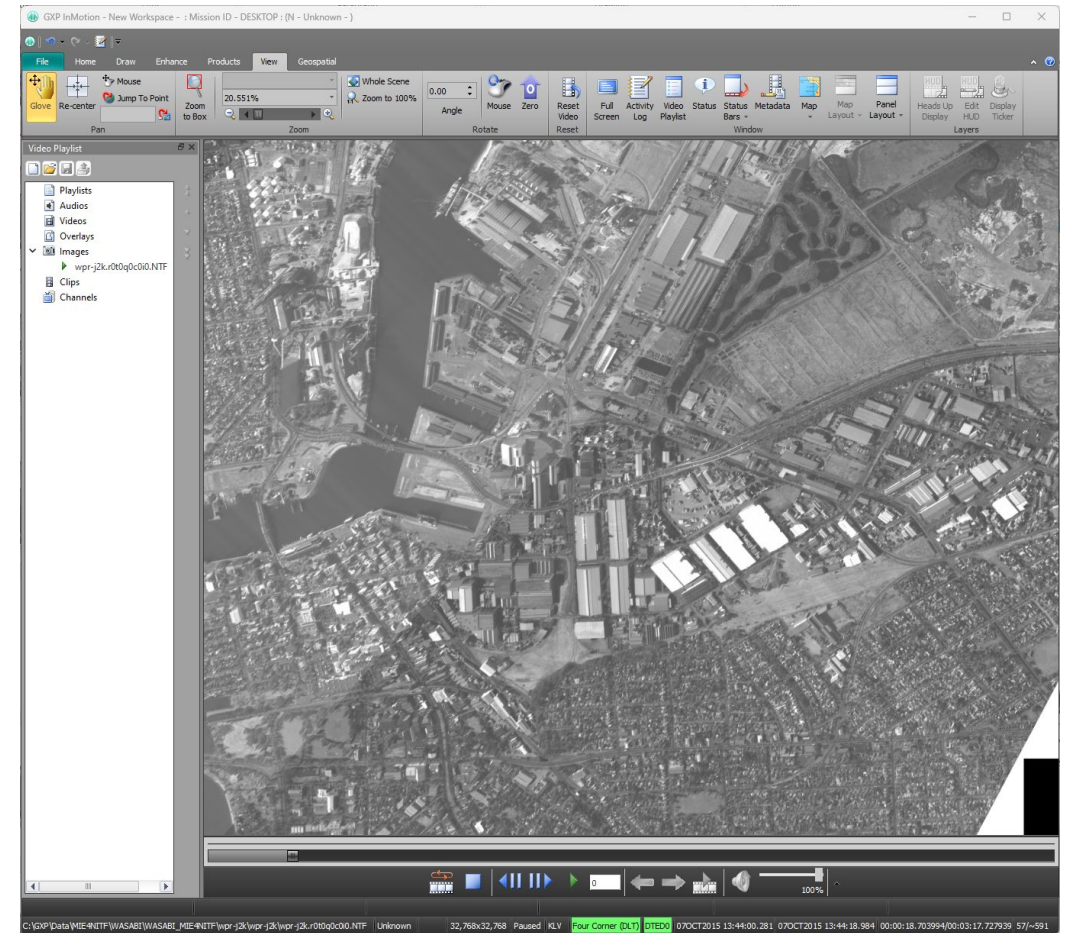 GXP InMotion - New Workspace - : Mission ID - DESKTOP : (N - Unknown - )
File Home Draw Enhance Products View Geospatial
Glove
Re-center
Mouse
Jump To Point
Pan
Zoom to Box
20.551%
Whole Scene
Zoom to 100%
Zoom
0.00
Angle
Mouse
Zero
Rotate
Reset Video
Reset
Full Screen
Activity Log
Video Playlist
Status
Status Bars
Metadata
Map
Map Layout
Panel Layout
Window
Heads Up Display
Edit HUD
Display Ticker
Layers
Video Playlist
Playlists
Audios
Videos
Overlays
Images
wpr-j2k.r0t0q0c0i0.NTF
Clips
Channels
0
100%
C:\GXP\Data\MIE4NITF\WASABI\WASABI_MIE4NITF\wpr-j2k\wpr-j2k\wpr-j2k.r0t0q0c0i0.NTF Unknown 32,768x32,768 Paused KLV Four Corner (DLT) DTED0 07OCT2015 13:44:00.281 07OCT2015 13:44:18.984 00:00:18.703994/00:03:17.727939 57/~591